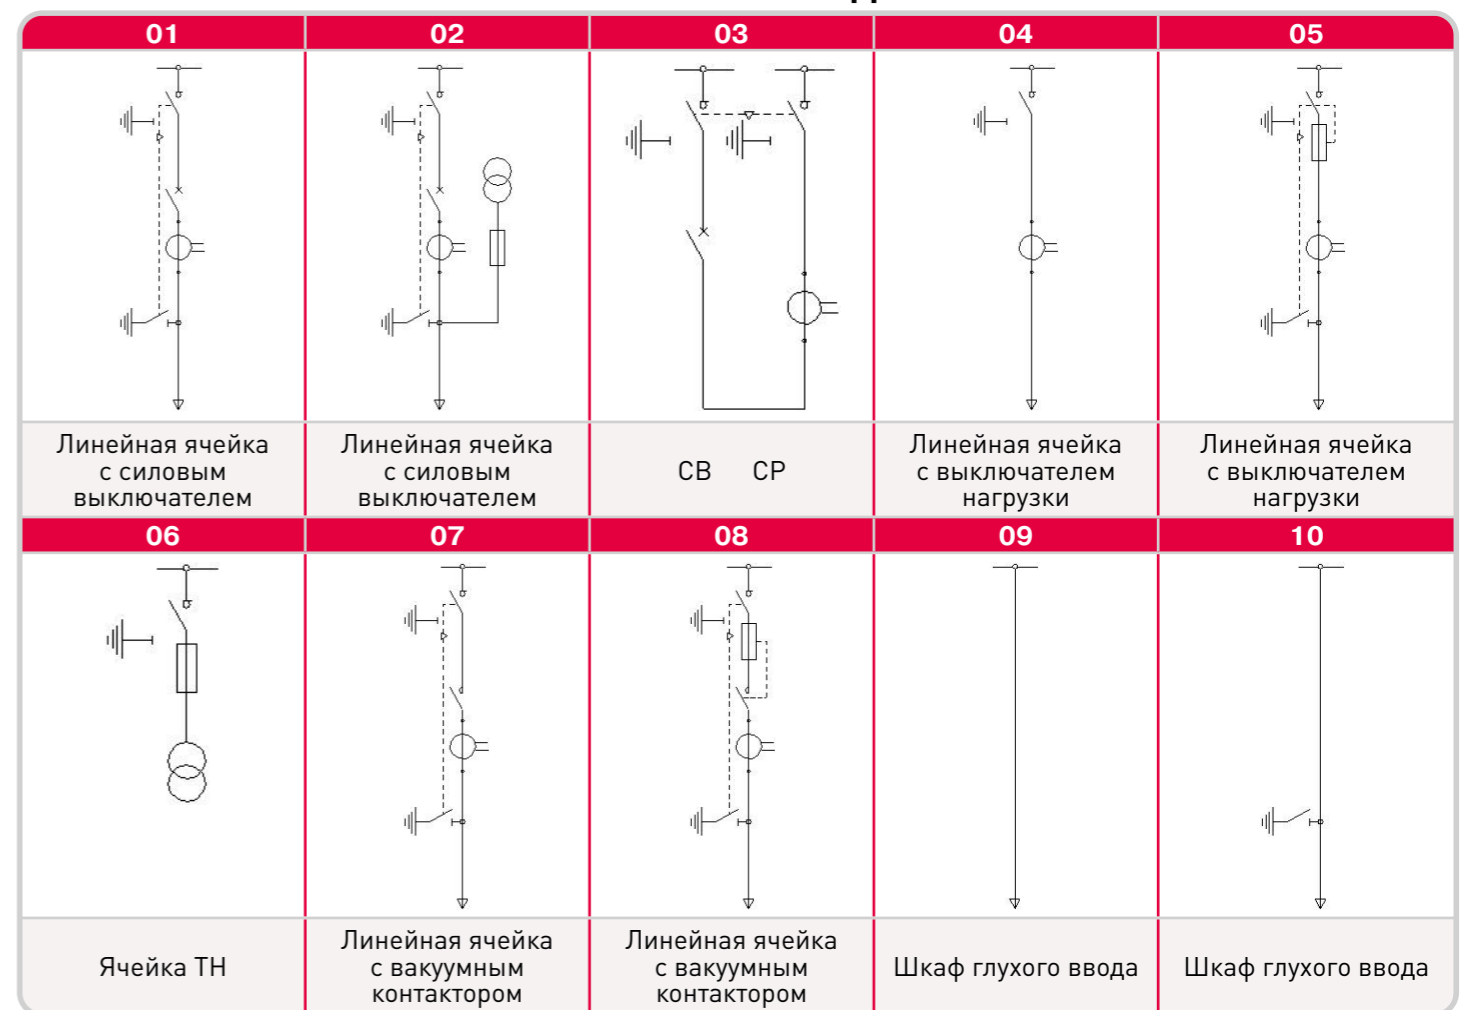 01 02 03 04 05
Линейная ячейка
с силовым
выключателем
Линейная ячейка
с силовым
выключателем
СВ СР
Линейная ячейка
с выключателем
нагрузки
Линейная ячейка
с выключателем
нагрузки
06 07 08 09 10
Ячейка ТН
Линейная ячейка
с вакуумным
контактором
Линейная ячейка
с вакуумным
контактором
Шкаф глухого ввода
Шкаф глухого ввода